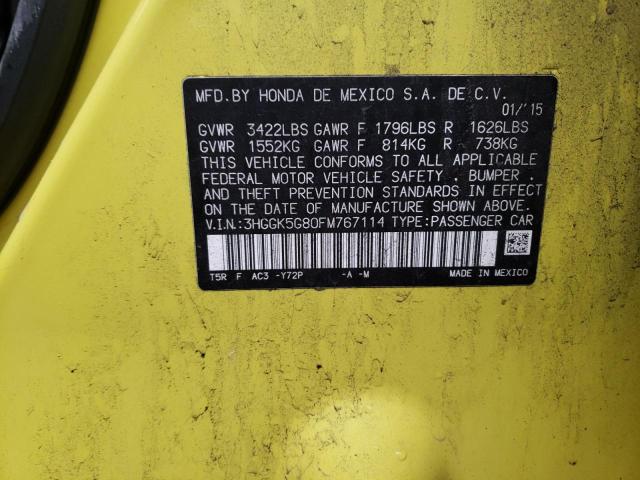 MFD.BY HONDA DE MEXICO S.A. DE C.V.
01/'15
GVWR 3422LBS GAWR F 1796LBS R 1626LBS
GVWR 1552KG GAWR F 814KG R 738KG
THIS VEHICLE CONFORMS TO ALL APPLICABLE
FEDERAL MOTOR VEHICLE SAFETY . BUMPER .
AND THEFT PREVENTION STANDARDS IN EFFECT
ON THE DATE OF MANUFACTURE SHOWN ABOVE.
V.I.N.:3HGGK5G80FM767114 TYPE:PASSENGER CAR
T5R F AC3 -Y72P -A -M MADE IN MEXICO